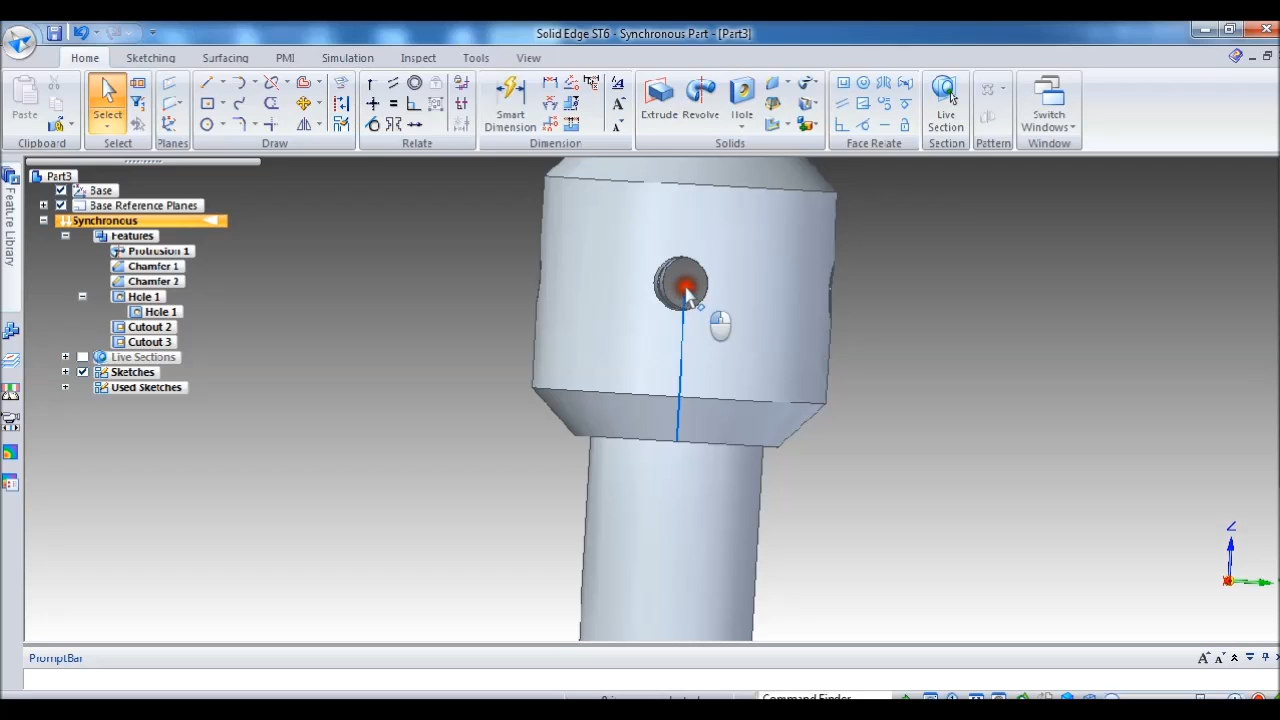 Solid Edge ST6 - Synchronous Part - [Part3]
Home Sketching Surfacing PMI Simulation Inspect Tools View
Paste Select Smart Dimension Extrude Revolve Hole Live Section Switch Windows
Clipboard Select Planes Draw Relate Dimension Solids Face Relate Section Pattern Window
Feature Library
Part3
Base
Base Reference Planes
Synchronous
Features
Protrusion 1
Chamfer 1
Chamfer 2
Hole 1
Hole 1
Cutout 2
Cutout 3
Live Sections
Sketches
Used Sketches
Z
PromptBar
Command Finder